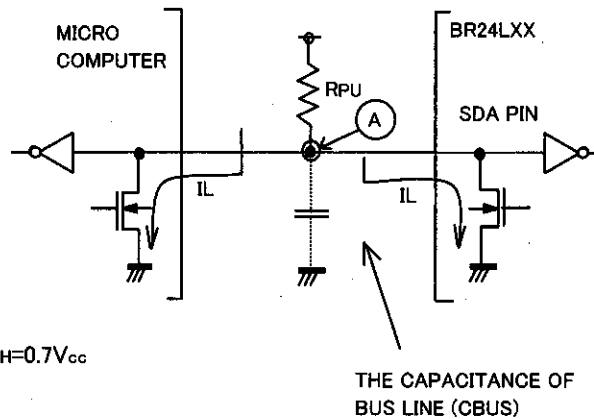 MICRO
COMPUTER
BR24LXX
RPU
A
SDA PIN
IL
IL
H=0.7Vcc
THE CAPACITANCE OF
BUS LINE (CBUS)